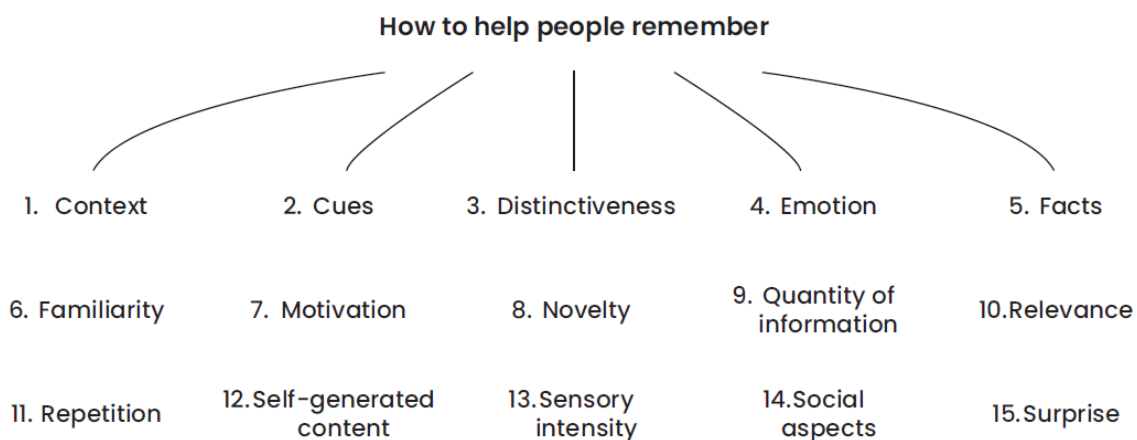 How to help people remember
1. Context
2. Cues
3. Distinctiveness
4. Emotion
5. Facts
6. Familiarity
7. Motivation
8. Novelty
9. Quantity of
information
10.Relevance
11. Repetition
12.Self-generated
content
13.Sensory
intensity
14.Social
aspects
15.Surprise